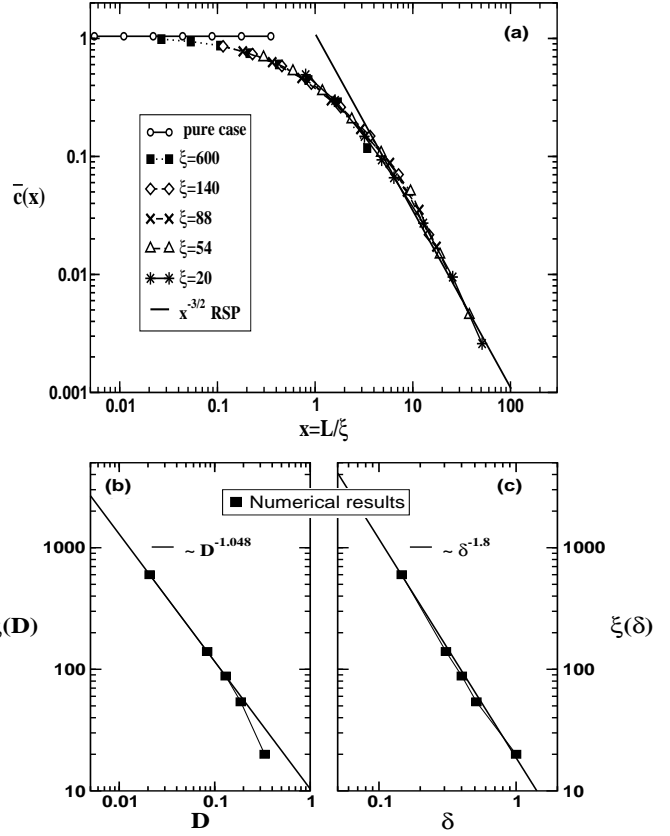 1
0.1
0.01
0.001
c̄(x)
(a)
pure case
ξ=600
ξ=140
ξ=88
ξ=54
ξ=20
x^-3/2 RSP
0.01 0.1 1 10 100
x=L/ξ
(b)
(c)
Numerical results
~ D^-1.048
~ δ^-1.8
1000
100
10
(D)
0.01 0.1 1
D
1000
100
10
ξ(δ)
0.1 1
δ